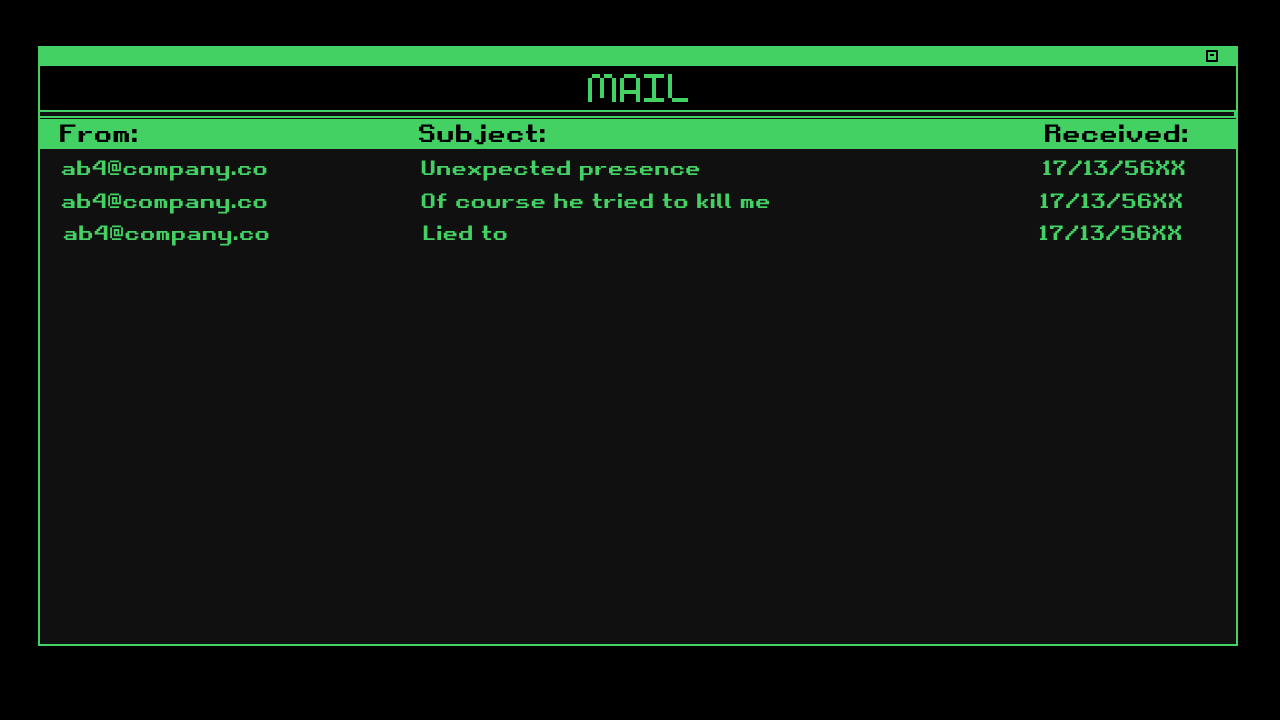 MAIL
From: Subject: Received:
ab4@company.co Unexpected presence 17/13/56XX
ab4@company.co Of course he tried to kill me 17/13/56XX
ab4@company.co Lied to 17/13/56XX